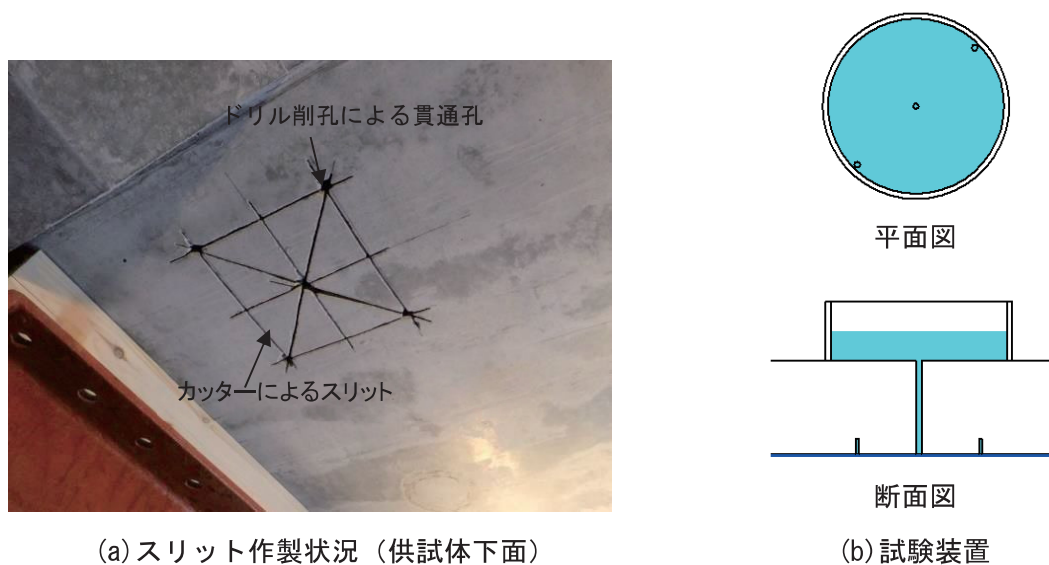 ドリル削孔による貫通孔
カッターによるスリット
(a)スリット作製状況（供試体下面）
平面図
断面図
(b)試験装置